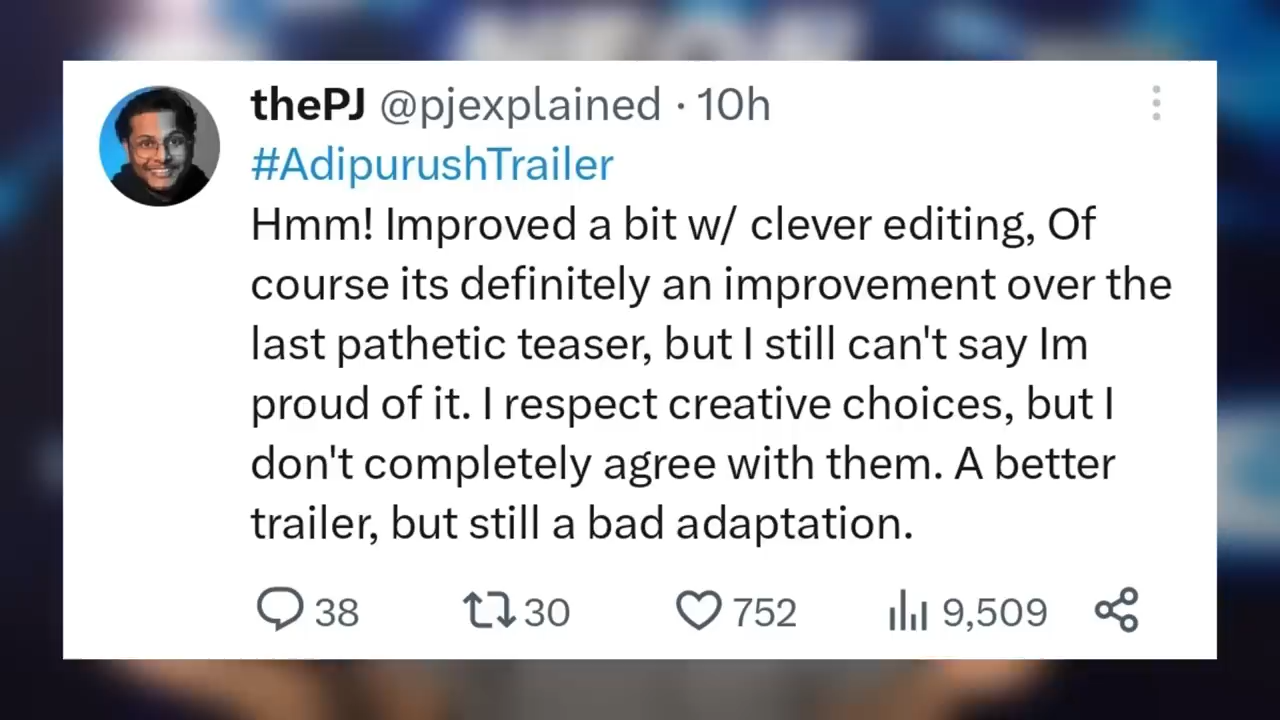 thePJ @pjexplained · 10h
#AdipurushTrailer
Hmm! Improved a bit w/ clever editing, Of
course its definitely an improvement over the
last pathetic teaser, but I still can't say Im
proud of it. I respect creative choices, but I
don't completely agree with them. A better
trailer, but still a bad adaptation.
38 30 752 9,509